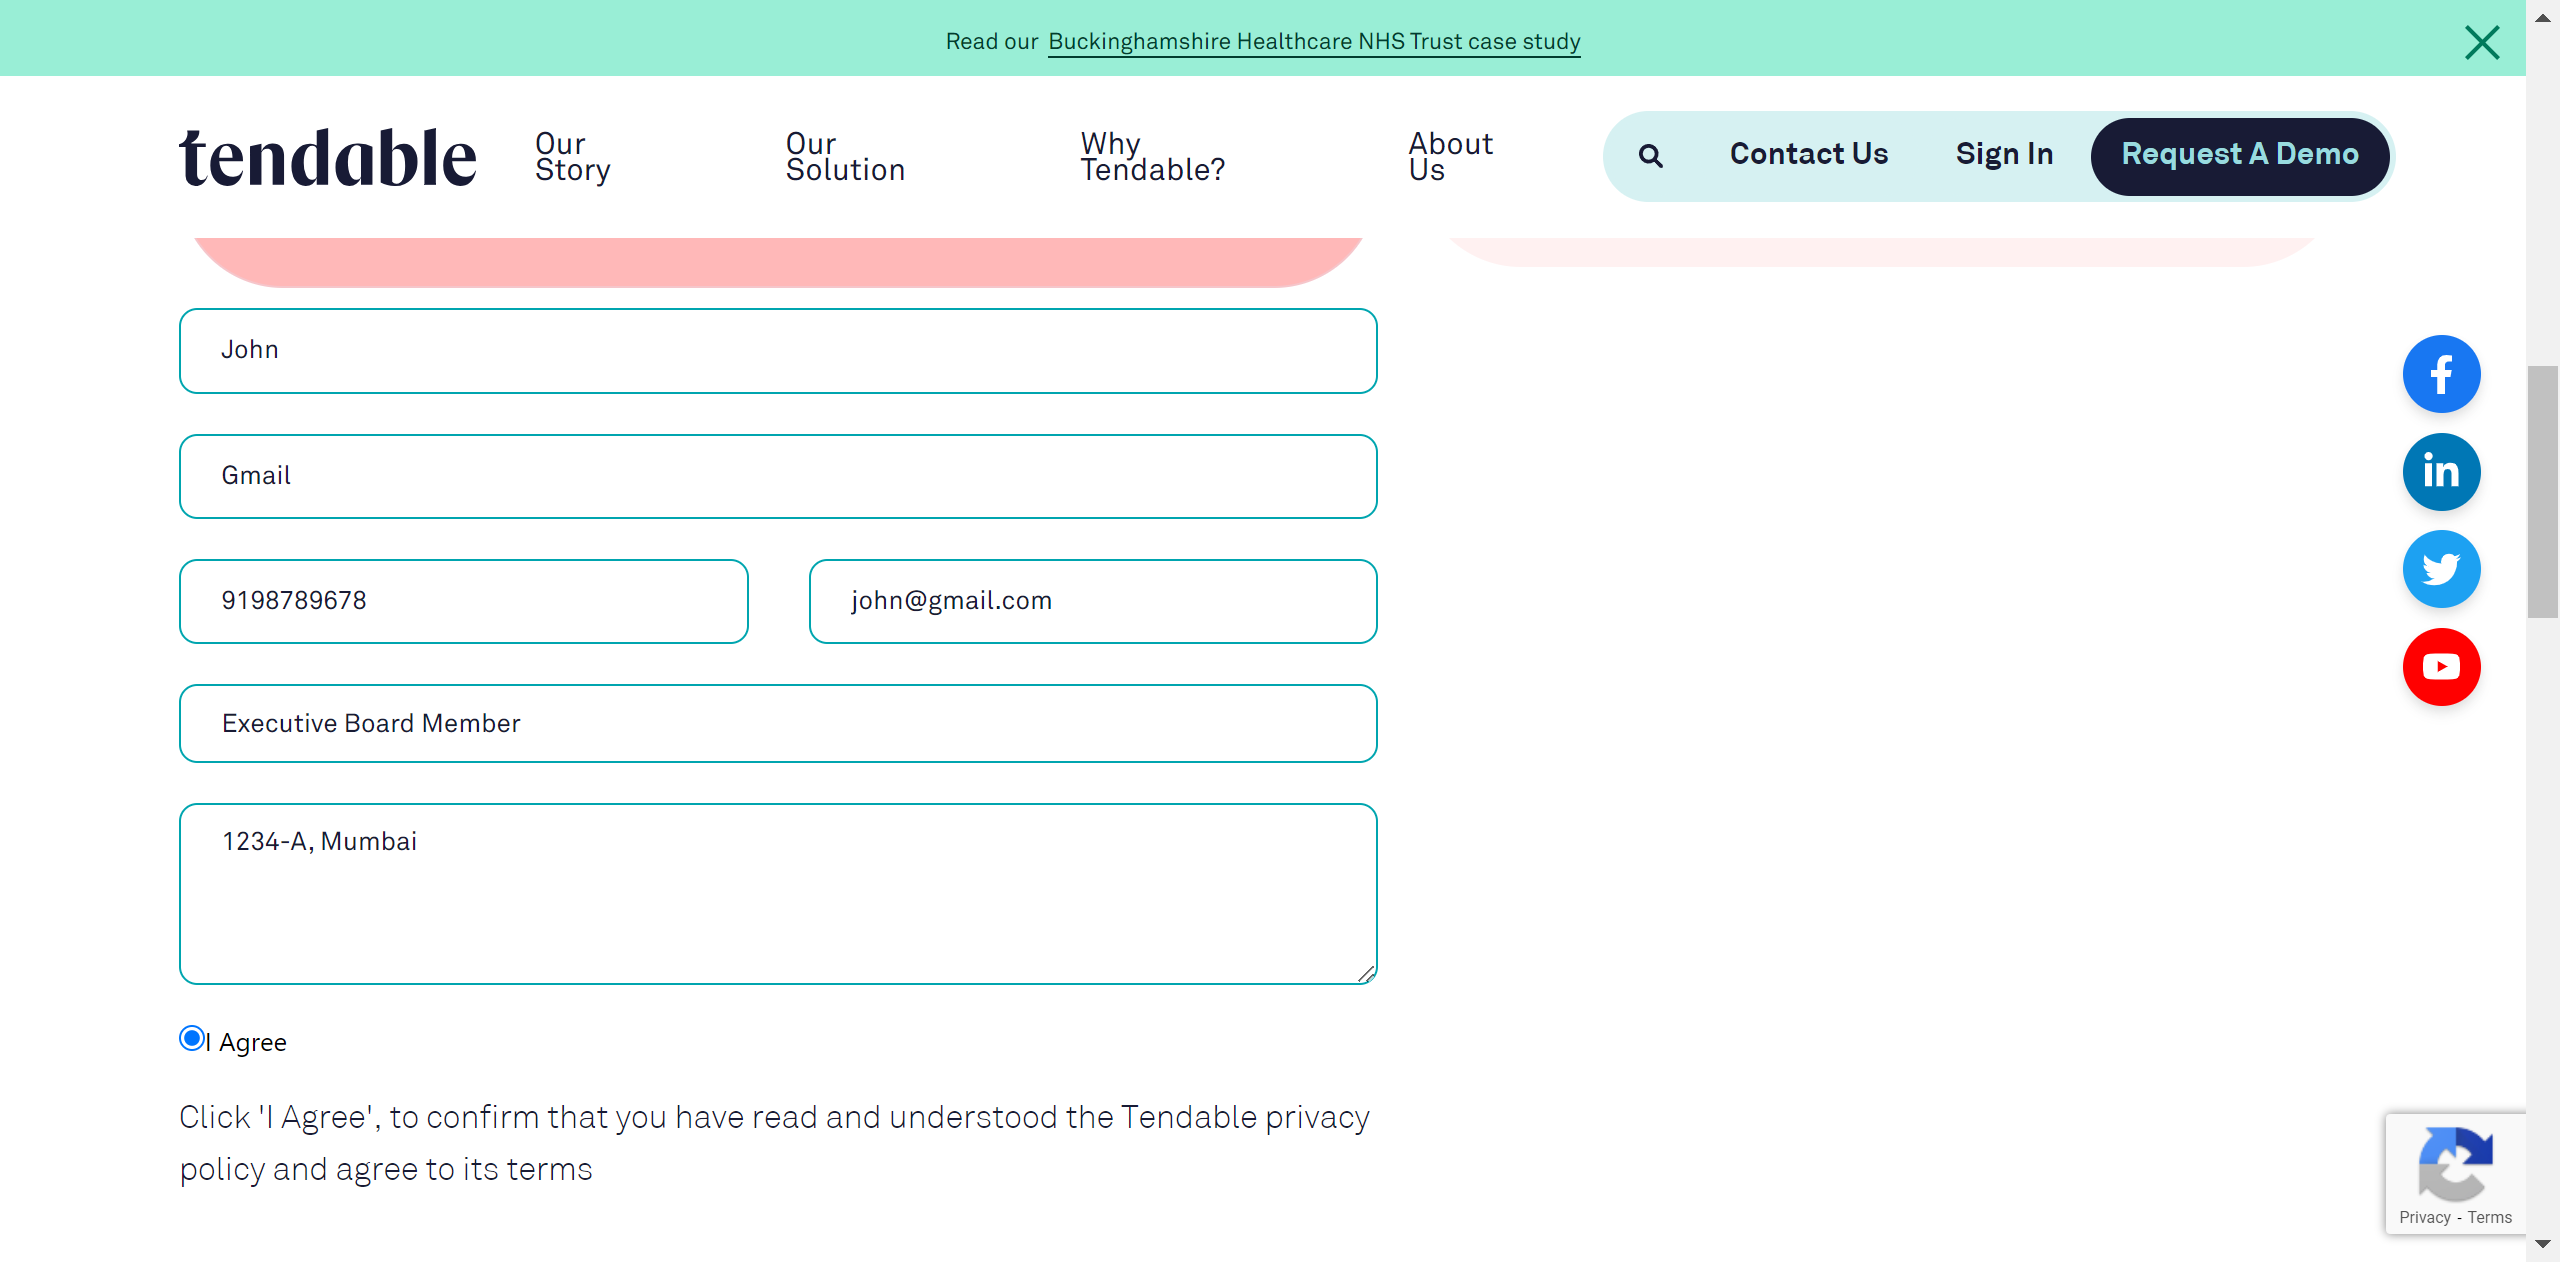 Read our Buckinghamshire Healthcare NHS Trust case study
tendable
Our Story
Our Solution
Why Tendable?
About Us
Contact Us
Sign In
Request A Demo
John
Gmail
9198789678
john@gmail.com
Executive Board Member
1234-A, Mumbai
I Agree
Click 'I Agree', to confirm that you have read and understood the Tendable privacy
policy and agree to its terms
Privacy - Terms